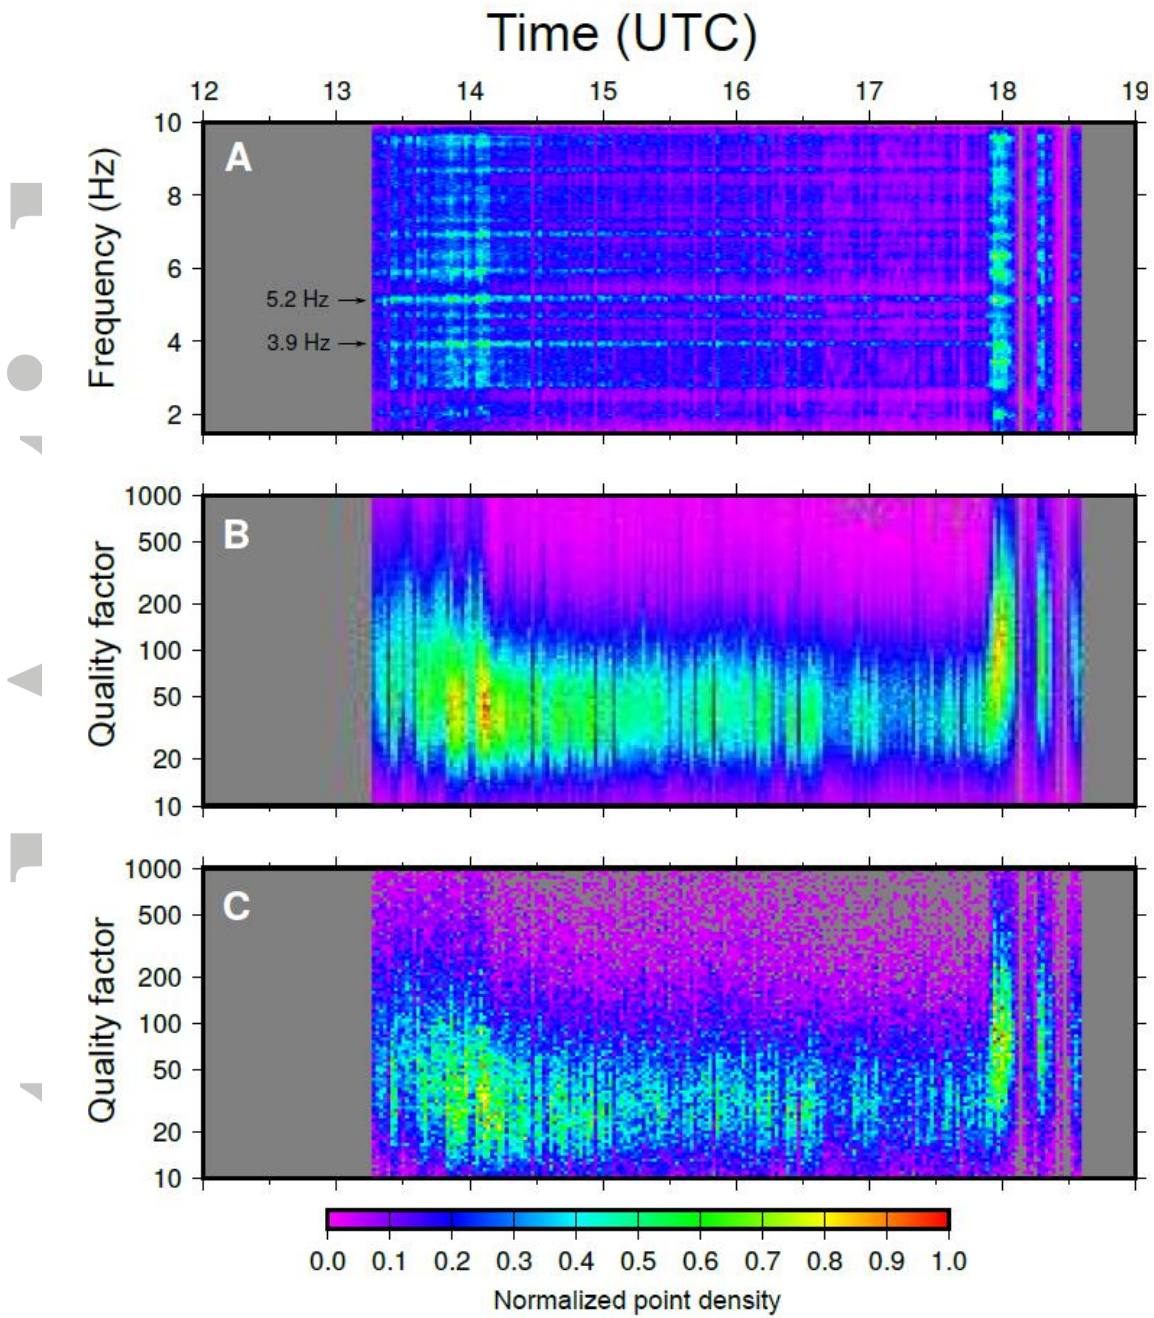 Time (UTC)
12 13 14 15 16 17 18 19
10
8
6
4
2
Frequency (Hz)
A
5.2 Hz
3.9 Hz
1000
500
200
100
50
20
10
Quality factor
B
1000
500
200
100
50
20
10
Quality factor
C
0.0 0.1 0.2 0.3 0.4 0.5 0.6 0.7 0.8 0.9 1.0
Normalized point density